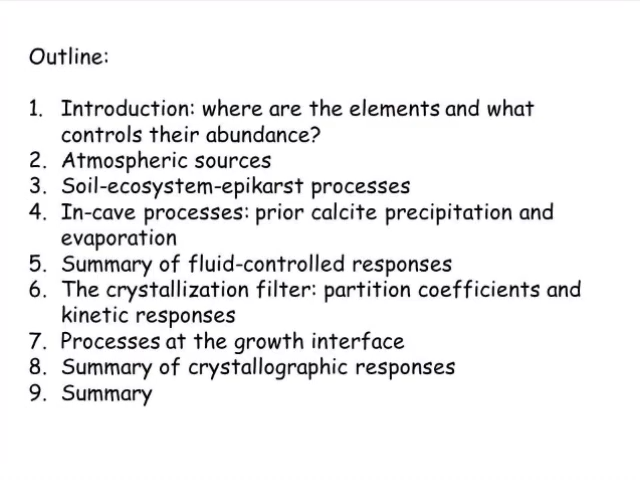 Outline:
1. Introduction: where are the elements and what
controls their abundance?
2. Atmospheric sources
3. Soil-ecosystem-epikarst processes
4. In-cave processes: prior calcite precipitation and
evaporation
5. Summary of fluid-controlled responses
6. The crystallization filter: partition coefficients and
kinetic responses
7. Processes at the growth interface
8. Summary of crystallographic responses
9. Summary